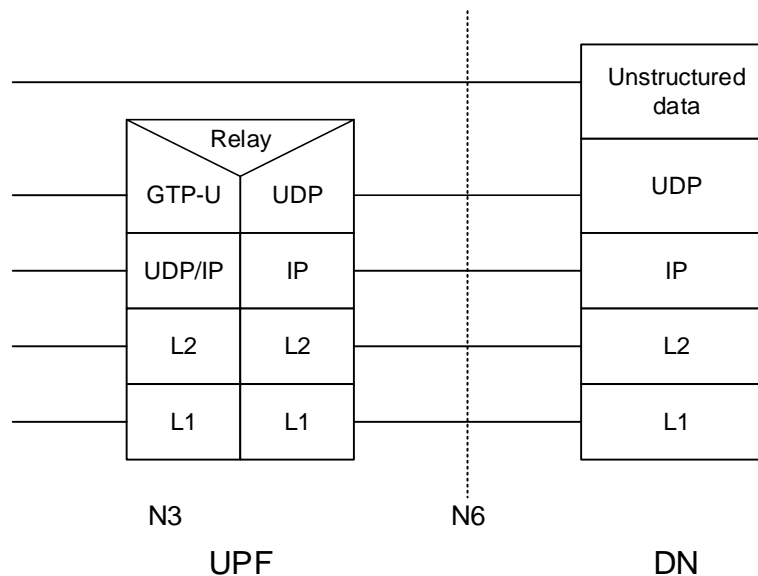 Unstructured
data
Relay
GTP-U UDP UDP
UDP/IP IP IP
L2 L2 L2
L1 L1 L1
N3 N6
UPF DN